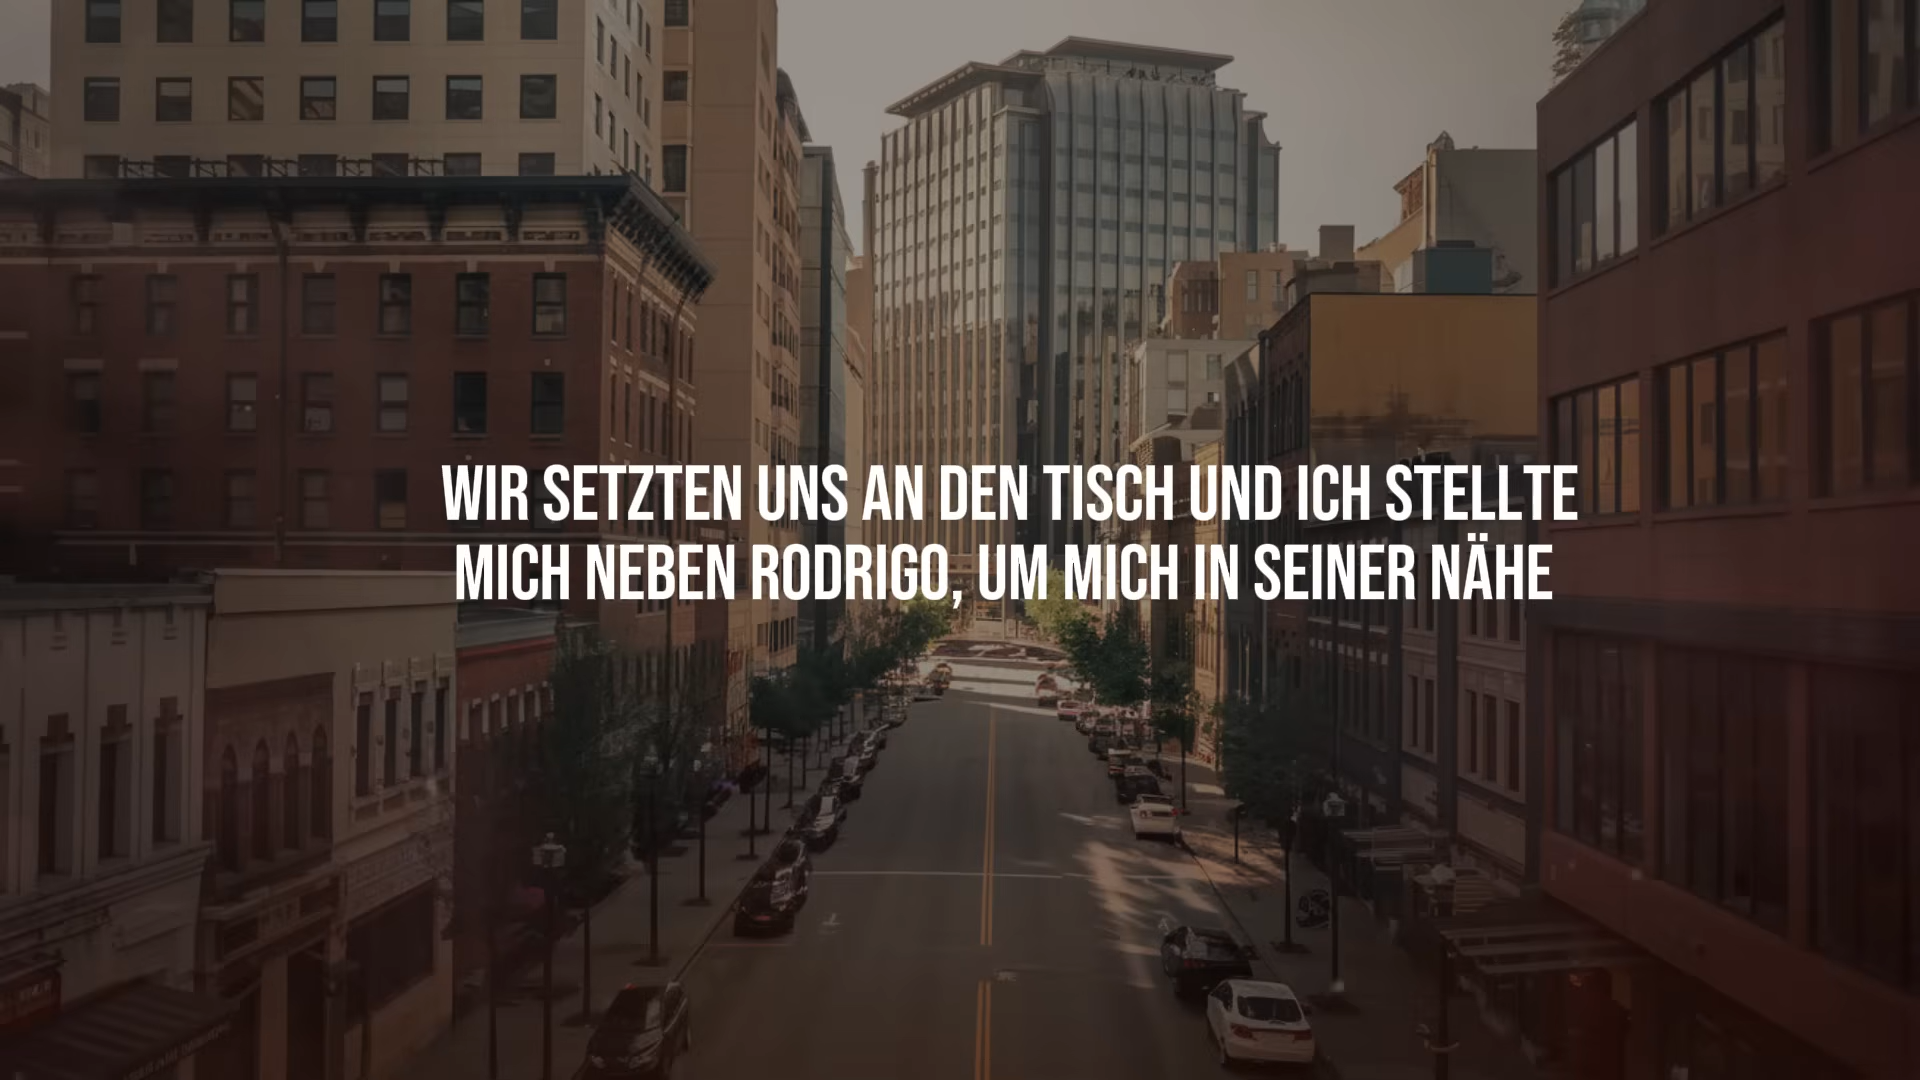 WIR SETZTEN UNS AN DEN TISCH UND ICH STELLTE
MICH NEBEN RODRIGO, UM MICH IN SEINER NÄHE